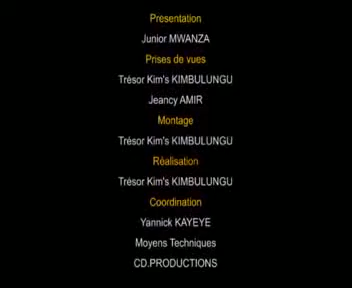 Presentation
Junior MWANZA
Prises de vues
Trésor Kim's KIMBULUNGU
Jeancy AMIR
Montage
Trésor Kim's KIMBULUNGU
Réalisation
Trésor Kim's KIMBULUNGU
Coordination
Yannick KAYEYE
Moyens Techniques
CD.PRODUCTIONS